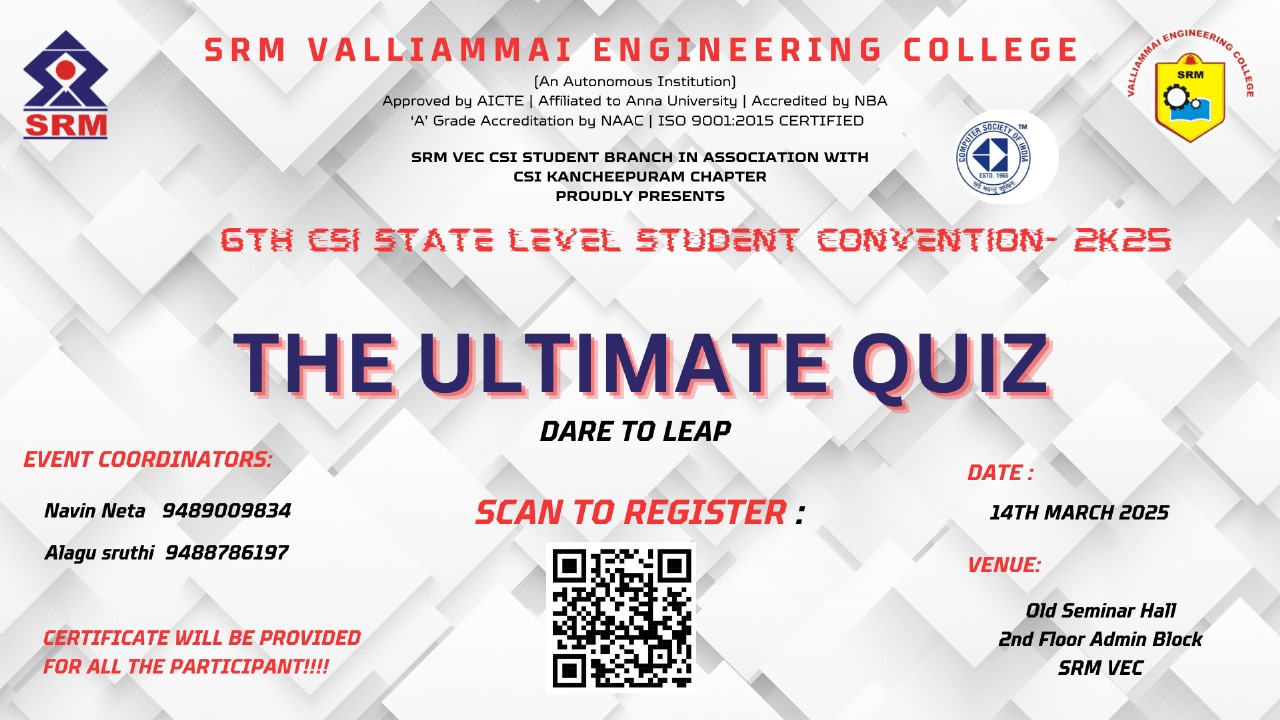 SRM VALLIAMMAI ENGINEERING COLLEGE
(An Autonomous Institution)
Approved by AICTE | Affiliated to Anna University | Accredited by NBA
‘A’ Grade Accreditation by NAAC | ISO 9001:2015 CERTIFIED
SRM
VALLIAMMAI ENGINEERING COLLEGE
SRM
SRM VEC CSI STUDENT BRANCH IN ASSOCIATION WITH
CSI KANCHEEPURAM CHAPTER
PROUDLY PRESENTS
COMPUTER SOCIETY OF INDIA TM
ESTD. 1965
6TH CSI STATE LEVEL STUDENT CONVENTION- 2K25
THE ULTIMATE QUIZ
DARE TO LEAP
EVENT COORDINATORS:
Navin Neta 9489009834
Alagu sruthi 9488786197
CERTIFICATE WILL BE PROVIDED
FOR ALL THE PARTICIPANT!!!!
SCAN TO REGISTER :
DATE :
14TH MARCH 2025
VENUE:
Old Seminar Hall
2nd Floor Admin Block
SRM VEC